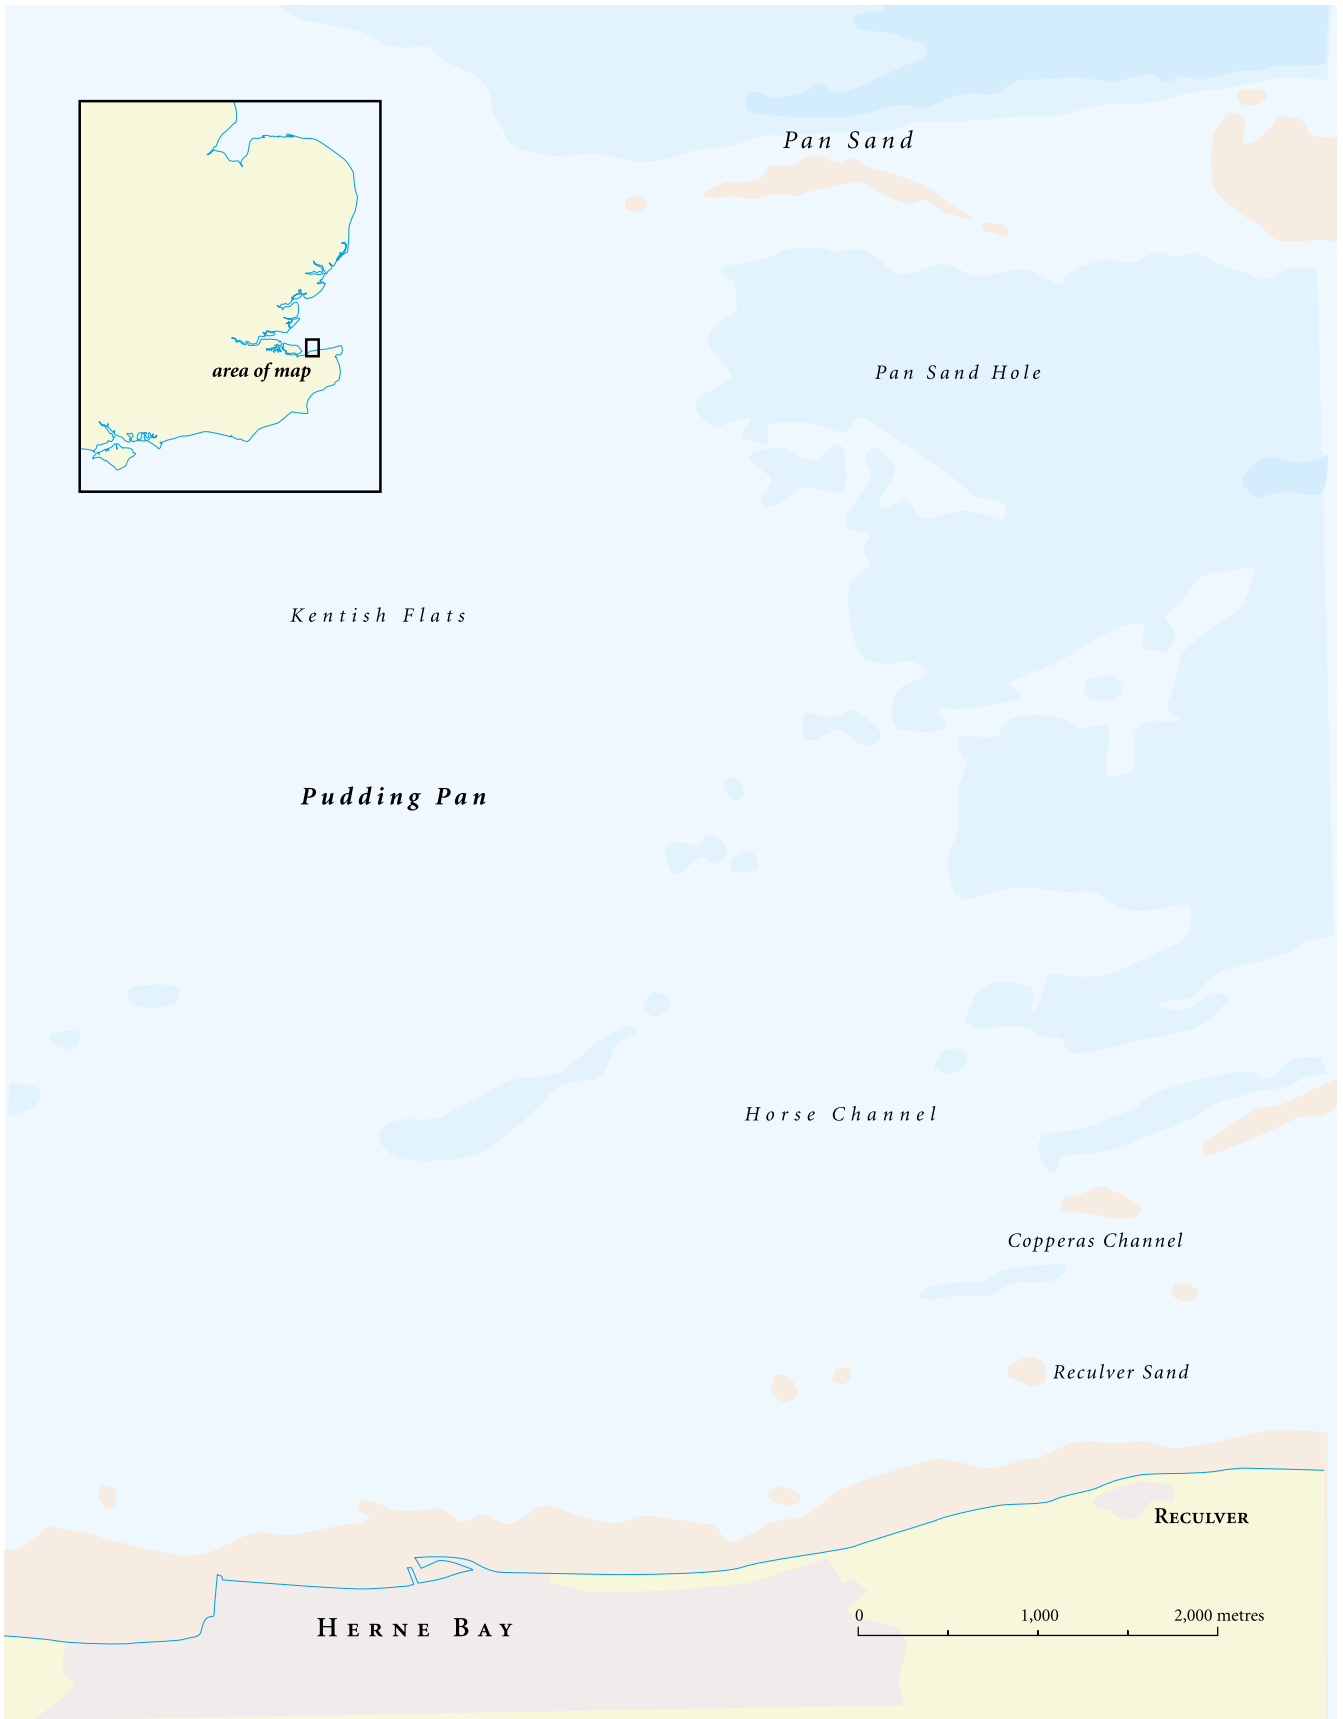 Pan Sand
area of map
Pan Sand Hole
Kentish Flats
Pudding Pan
Horse Channel
Copperas Channel
Reculver Sand
Reculver
Herne Bay
0 1,000 2,000 metres